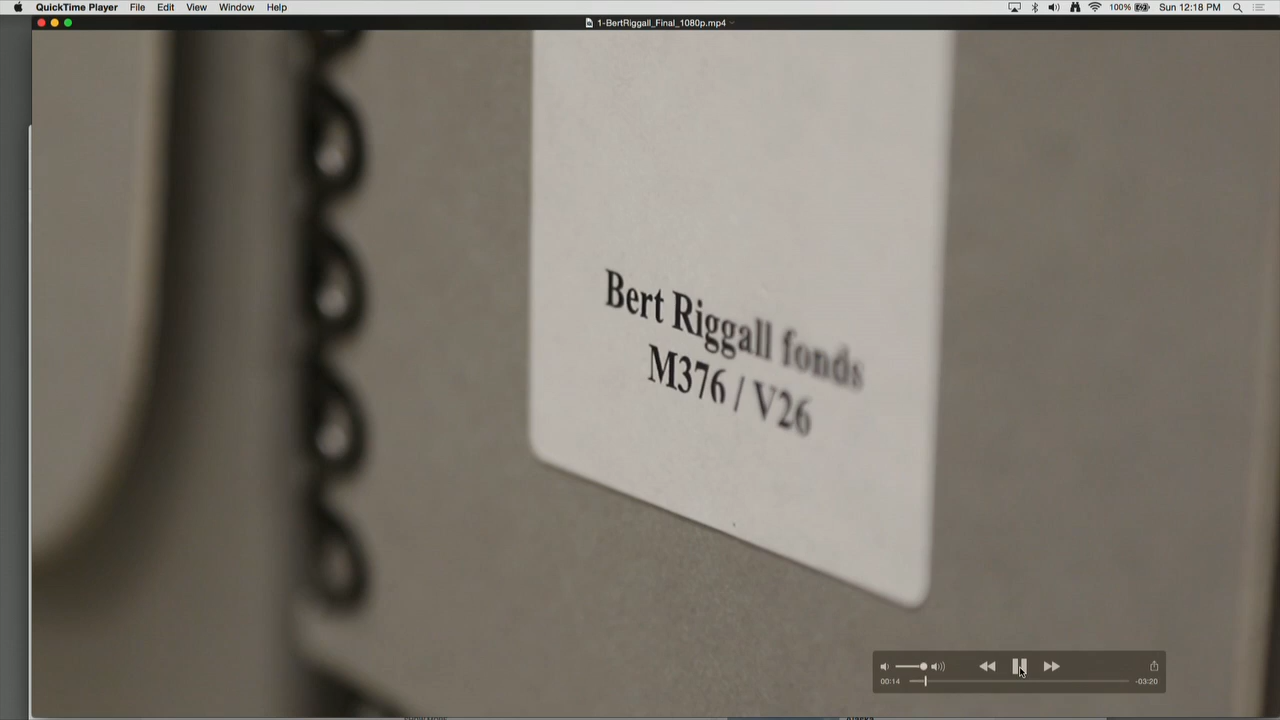 QuickTime Player File Edit View Window Help 100% Sun 12:18 PM
1-BertRiggall_Final_1080p.mp4
Bert Riggall fonds
M376 / V26
00:14 -03:20